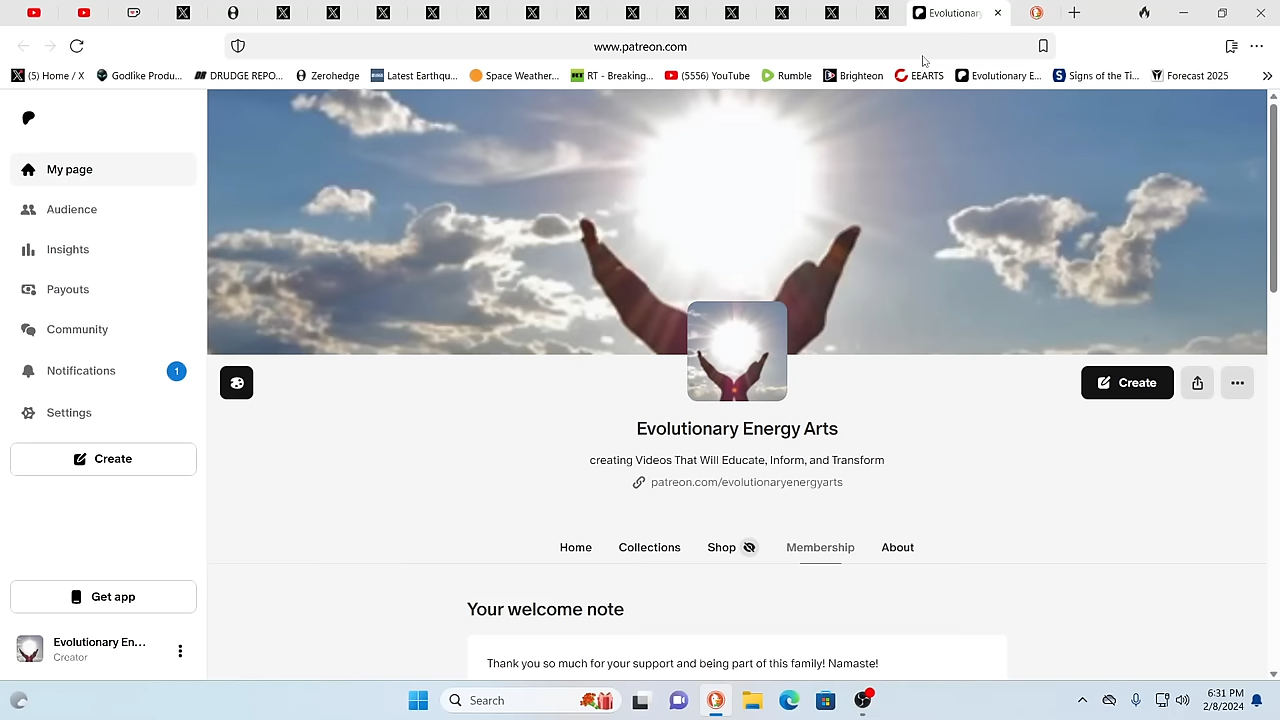 Evolutionary
www.patreon.com
(5) Home / X
Godlike Produ...
DRUDGE REPO...
Zerohedge
Latest Earthqu...
Space Weather...
RT - Breaking...
(5556) YouTube
Rumble
Brighteon
EEARTS
Evolutionary E...
Signs of the Ti...
Forcast 2025
My page
Audience
Insights
Payouts
Community
Notifications
1
Settings
Create
Create
Evolutionary Energy Arts
creating Videos That Will Educate, Inform, and Transform
patreon.com/evolutionaryenergyarts
Home
Collections
Shop
Membership
About
Your welcome note
Thank you so much for your support and being part of this family! Namaste!
Get app
Evolutionary En...
Creator
Search
6:31 PM
2/8/2024